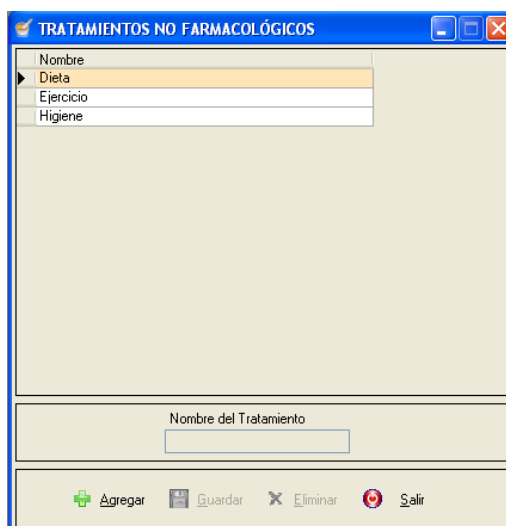 TRATAMIENTOS NO FARMACOLÓGICOS
Nombre
Dieta
Ejercicio
Higiene
Nombre del Tratamiento
Agregar Guardar Eliminar Salir